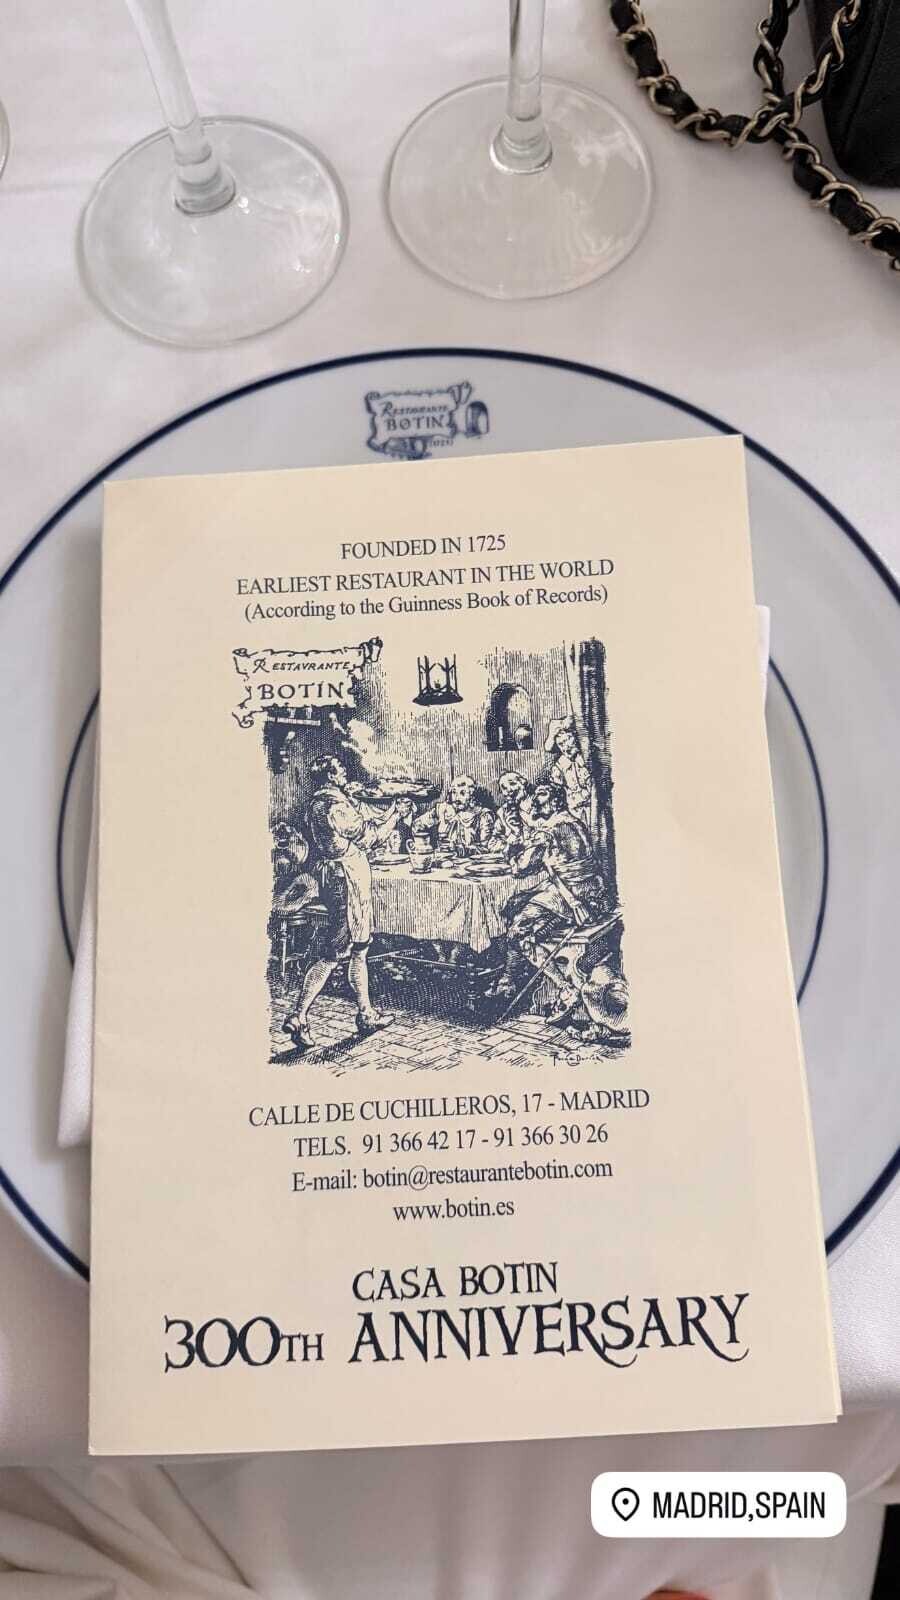 RESTAURANTE
BOTIN
(1725)
FOUNDED IN 1725
EARLIEST RESTAURANT IN THE WORLD
(According to the Guinness Book of Records)
RESTAVRANTE
BOTIN
CALLE DE CUCHILLEROS, 17 - MADRID
TELS. 91 366 42 17 - 91 366 30 26
E-mail: botin@restaurantebotin.com
www.botin.es
CASA BOTIN
300TH ANNIVERSARY
MADRID,SPAIN